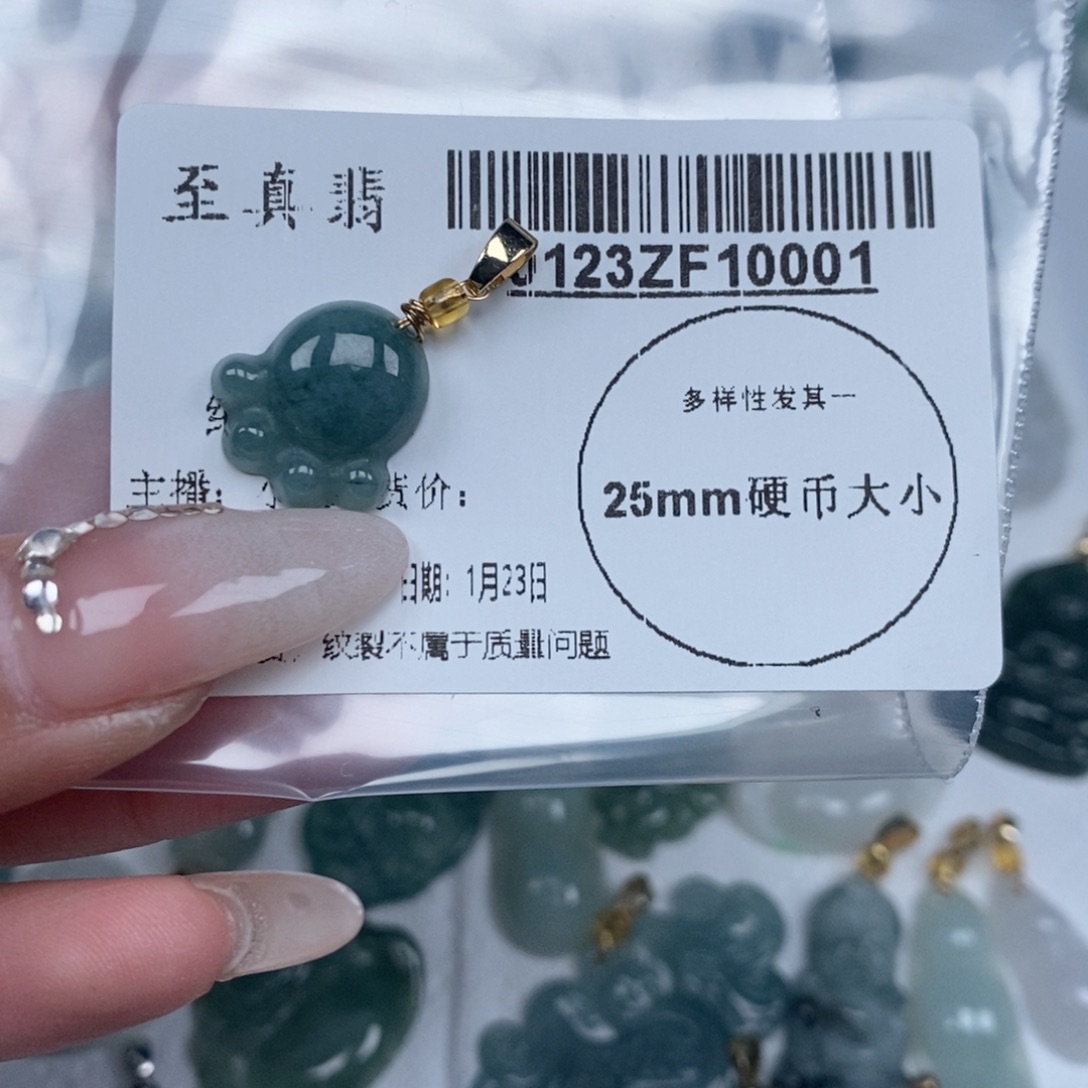 至真翡
123ZF10001
多样性发其一
25mm硬币大小
主播:
货价:
日期: 1月23日
纹裂不属于质量问题